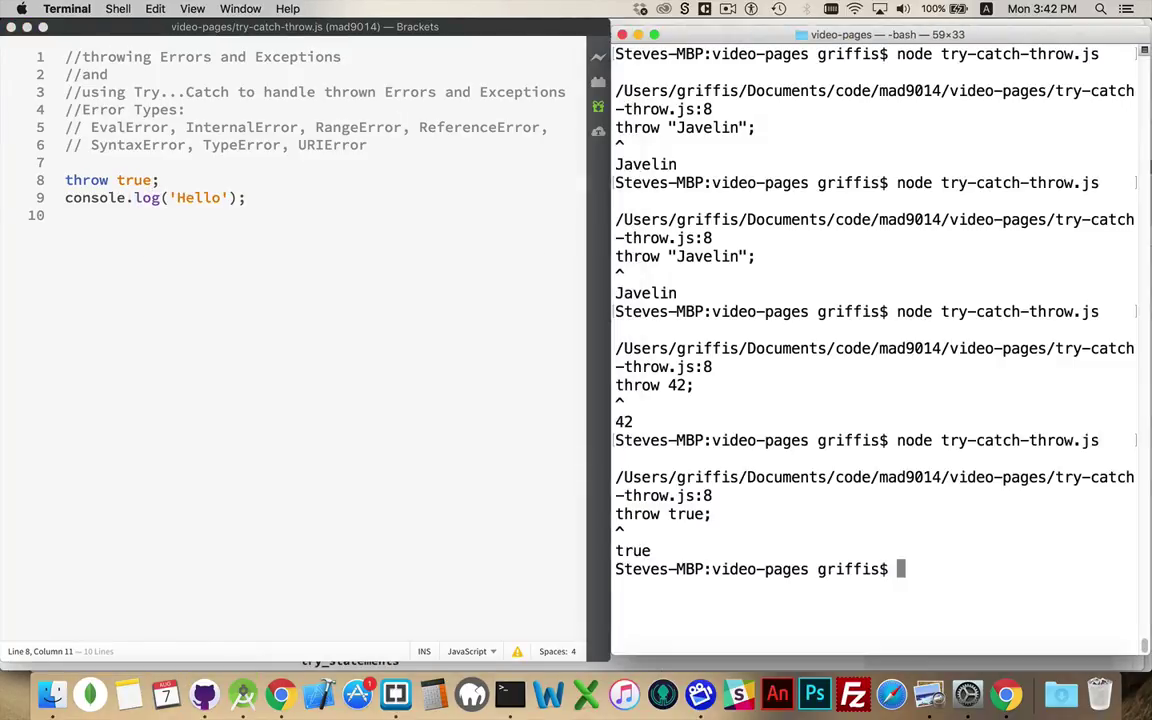 Terminal Shell Edit View Window Help
100% Mon 3:42 PM
video-pages/try-catch-throw.js (mad9014) — Brackets
1 //throwing Errors and Exceptions
2 //and
3 //using Try...Catch to handle thrown Errors and Exceptions
4 //Error Types:
5 // EvalError, InternalError, RangeError, ReferenceError,
6 // SyntaxError, TypeError, URIError
7
8 throw true;
9 console.log('Hello');
10
Line 8, Column 11 — 10 Lines
INS JavaScript Spaces: 4
try_statements
video-pages — -bash — 59×33
Steves-MBP:video-pages griffis$ node try-catch-throw.js
/Users/griffis/Documents/code/mad9014/video-pages/try-catch
-throw.js:8
throw "Javelin";
^
Javelin
Steves-MBP:video-pages griffis$ node try-catch-throw.js
/Users/griffis/Documents/code/mad9014/video-pages/try-catch
-throw.js:8
throw "Javelin";
^
Javelin
Steves-MBP:video-pages griffis$ node try-catch-throw.js
/Users/griffis/Documents/code/mad9014/video-pages/try-catch
-throw.js:8
throw 42;
^
42
Steves-MBP:video-pages griffis$ node try-catch-throw.js
/Users/griffis/Documents/code/mad9014/video-pages/try-catch
-throw.js:8
throw true;
^
true
Steves-MBP:video-pages griffis$
AUG
7
1
An
Ps
Fz